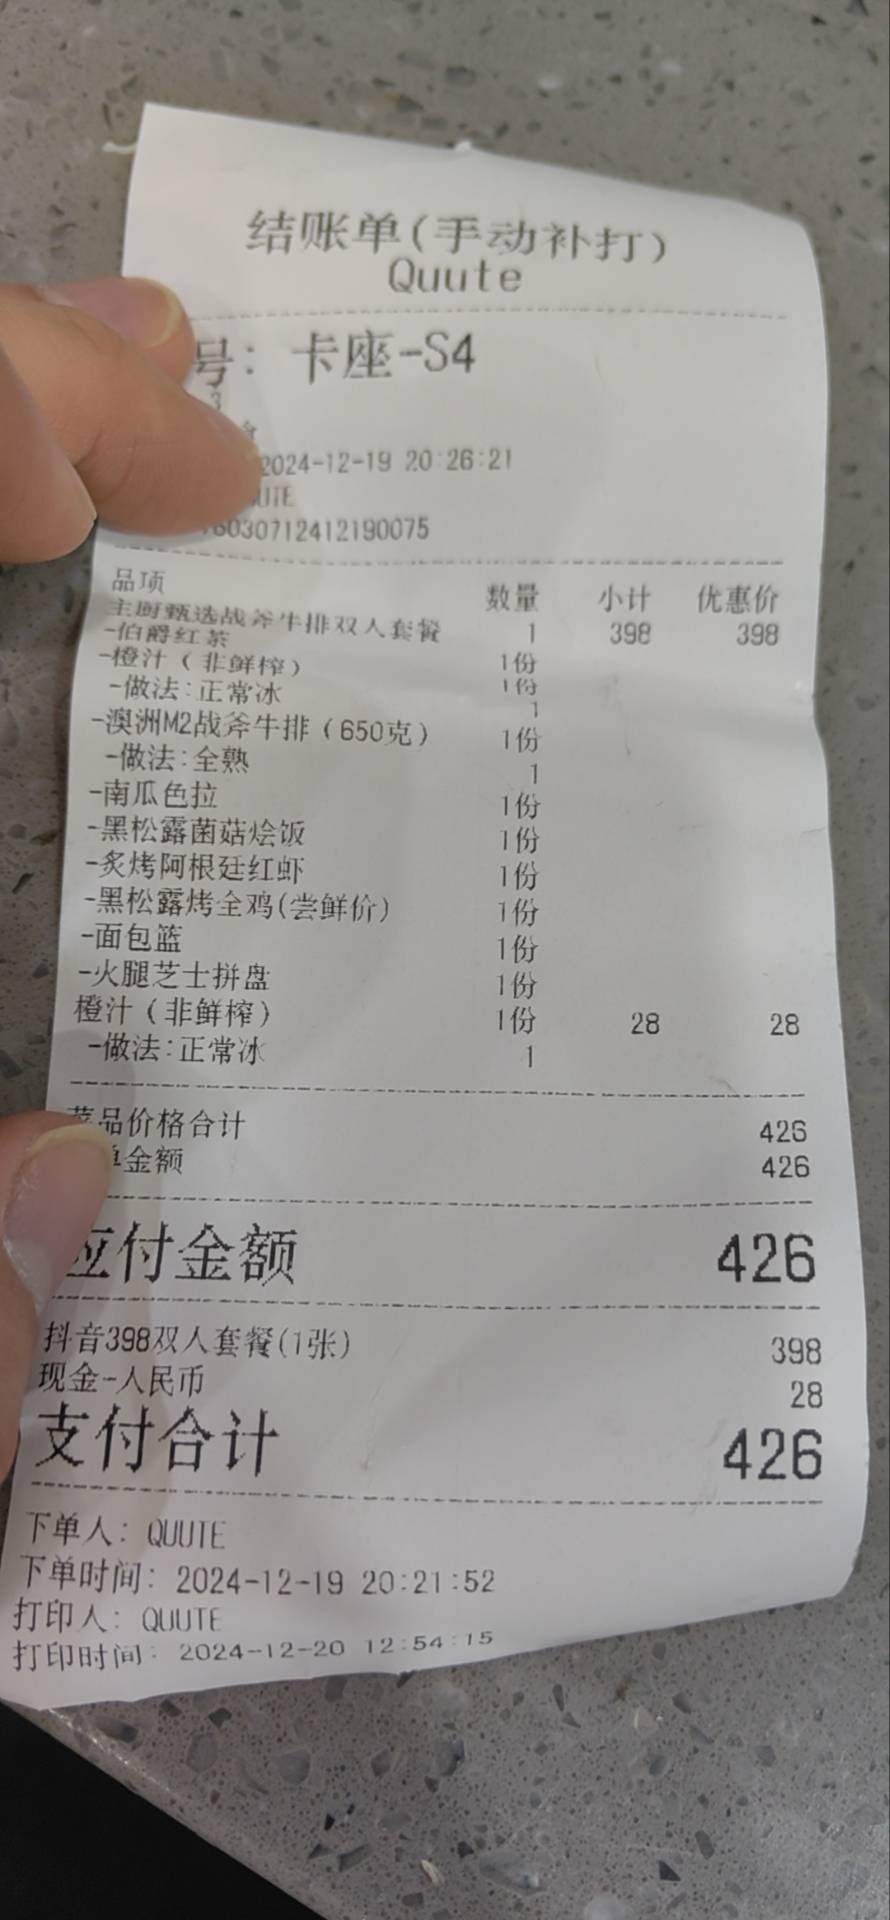 结账单(手动补打)
Quute
号: 卡座-S4
3
2024-12-19 20:26:21
UTE
6030712412190075
品项 数量 小计 优惠价
主厨甄选战斧牛排双人套餐 1 398 398
-伯爵红茶 1份
-橙汁（非鲜榨） 1份
-做法:正常冰 1
-澳洲M2战斧牛排（650克） 1份
-做法:全熟 1
-南瓜色拉 1份
-黑松露菌菇烩饭 1份
-炙烤阿根廷红虾 1份
-黑松露烤全鸡(尝鲜价) 1份
-面包篮 1份
-火腿芝士拼盘 1份
橙汁（非鲜榨） 1份 28 28
-做法:正常冰 1
菜品价格合计 426
单金额 426
应付金额 426
抖音398双人套餐(1张) 398
现金-人民币 28
支付合计 426
下单人: QUUTE
下单时间: 2024-12-19 20:21:52
打印人: QUUTE
打印时间: 2024-12-20 12:54:15